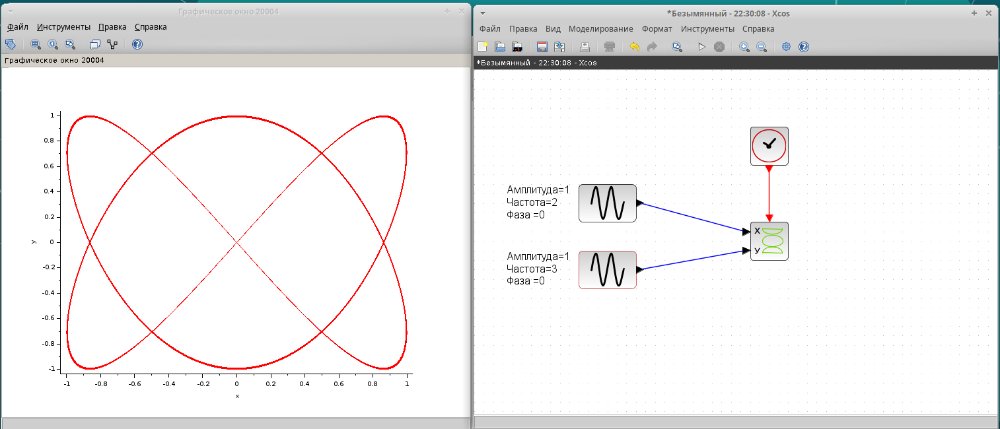 Графическое окно 20004
Файл Инструменты Правка Справка
Графическое окно 20004
1
0.8
0.6
0.4
0.2
0
-0.2
-0.4
-0.6
-0.8
-1
y
-1 -0.8 -0.6 -0.4 -0.2 0 0.2 0.4 0.6 0.8 1
x
*Безымянный - 22:30:08 - Xcos
Файл Правка Вид Моделирование Формат Инструменты Справка
*Безымянный - 22:30:08 - Xcos
Амплитуда=1
Частота=2
Фаза =0
Амплитуда=1
Частота=3
Фаза =0
X
y